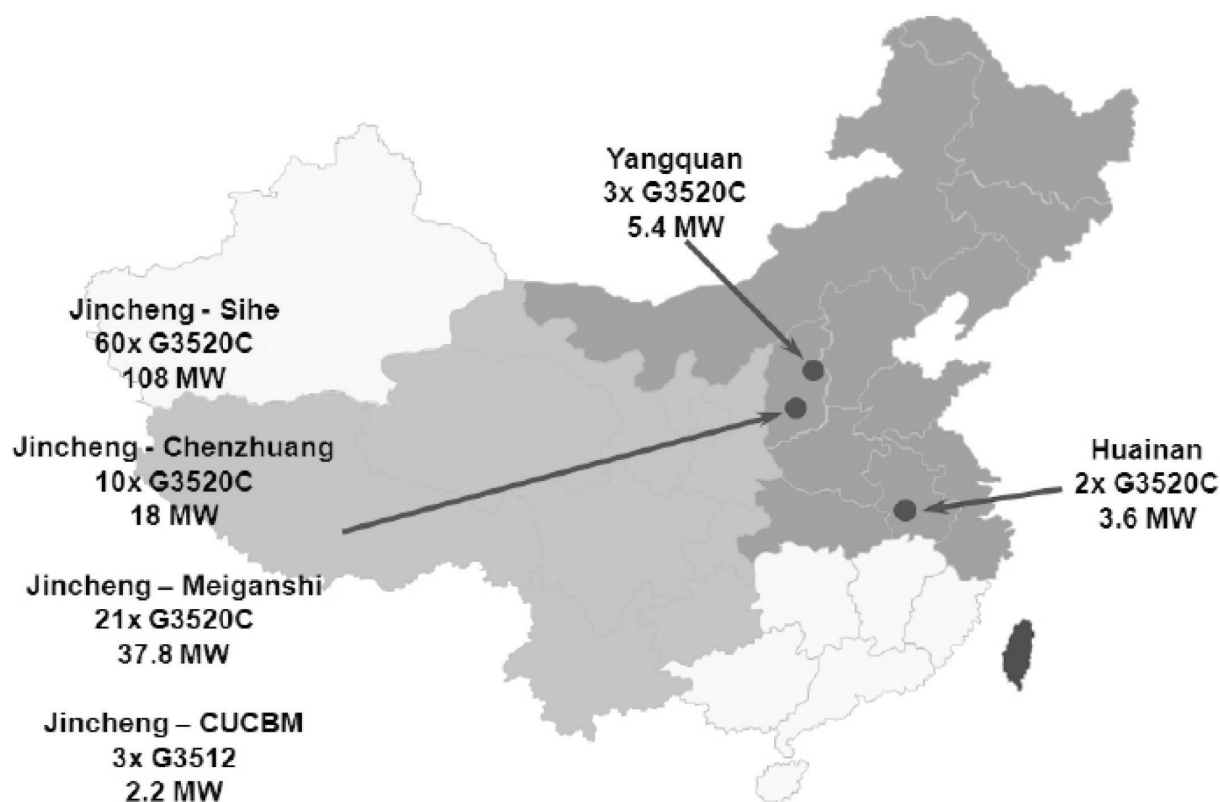 Yangquan
3x G3520C
5.4 MW
Jincheng - Sihe
60x G3520C
108 MW
Jincheng - Chenzhuang
10x G3520C
18 MW
Huainan
2x G3520C
3.6 MW
Jincheng – Meiganshi
21x G3520C
37.8 MW
Jincheng – CUCBM
3x G3512
2.2 MW